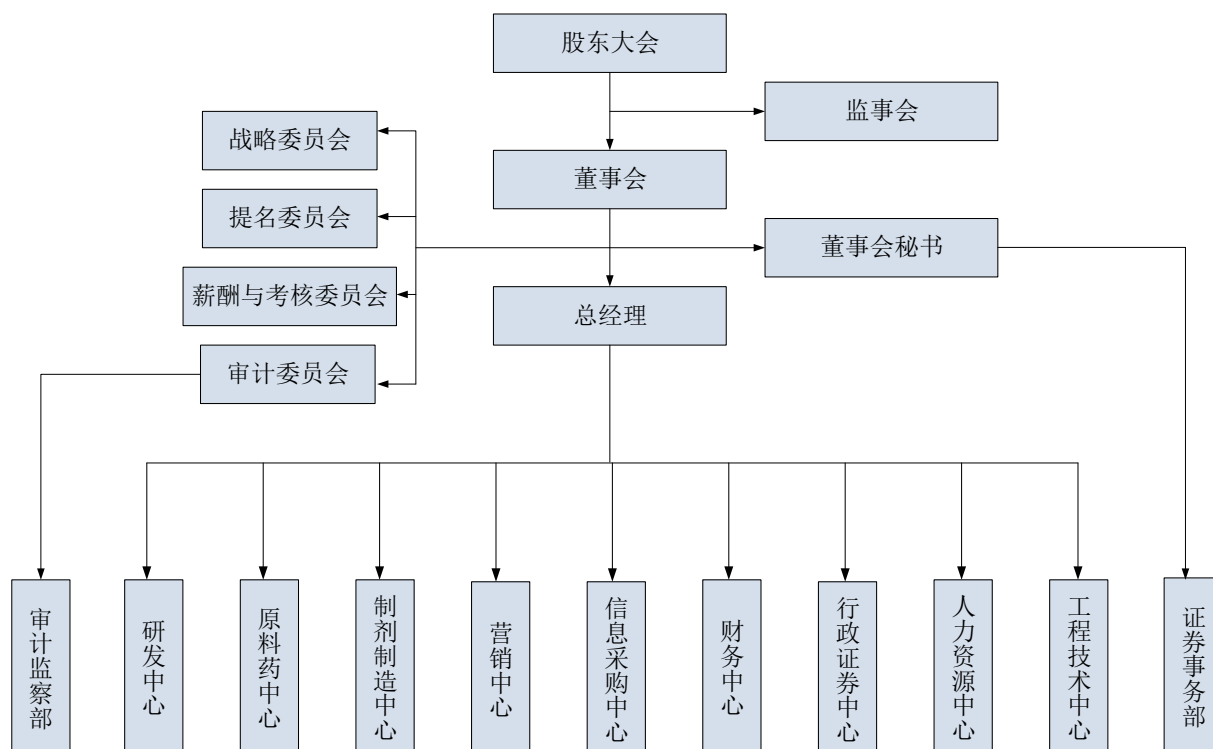 股东大会
监事会
战略委员会
董事会
提名委员会
董事会秘书
薪酬与考核委员会
总经理
审计委员会
审计监察部
研发中心
原料药中心
制剂制造中心
营销中心
信息采购中心
财务中心
行政证券中心
人力资源中心
工程技术中心
证券事务部